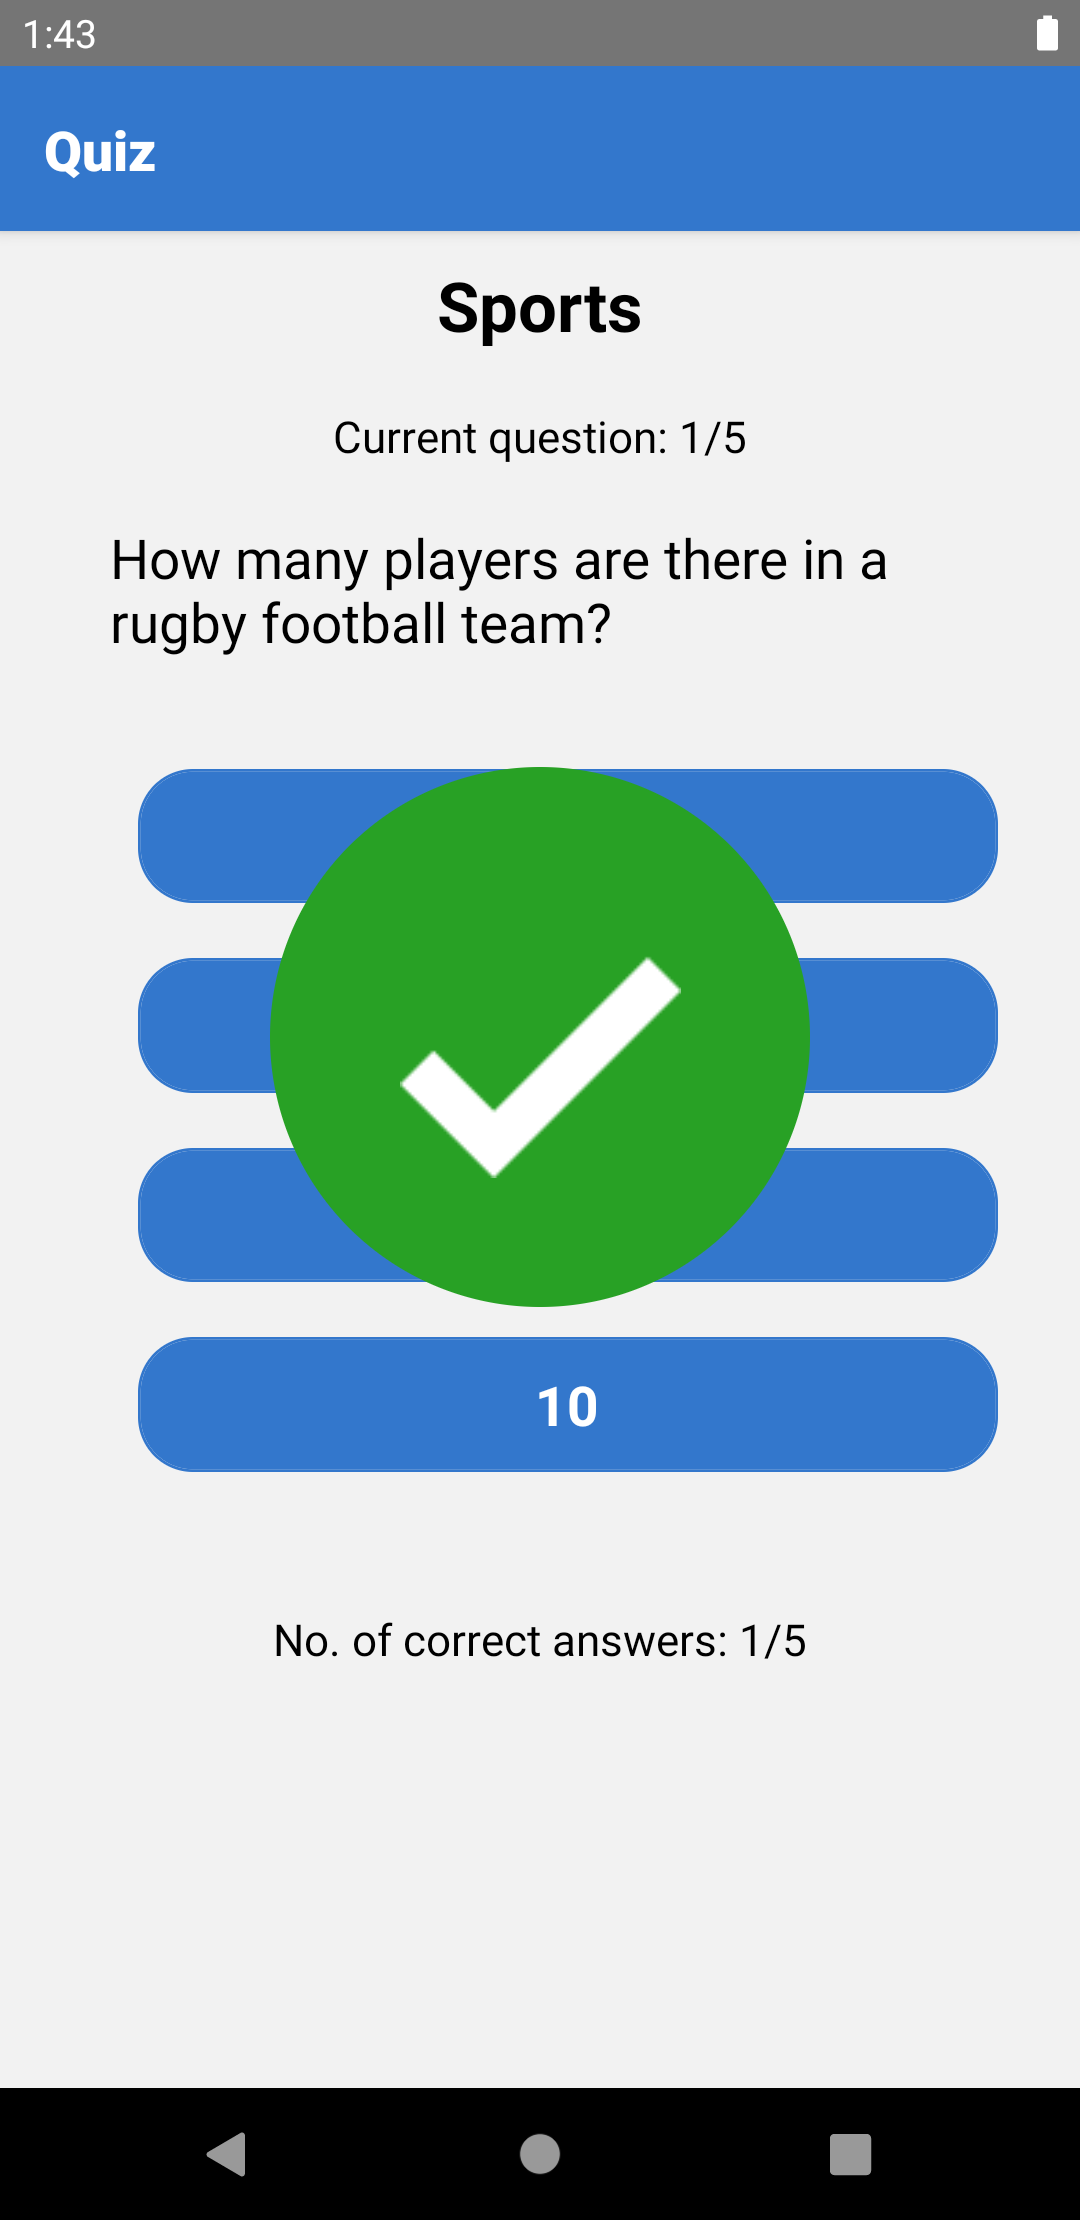 1:43
Quiz
Sports
Current question: 1/5
How many players are there in a
rugby football team?
10
No. of correct answers: 1/5